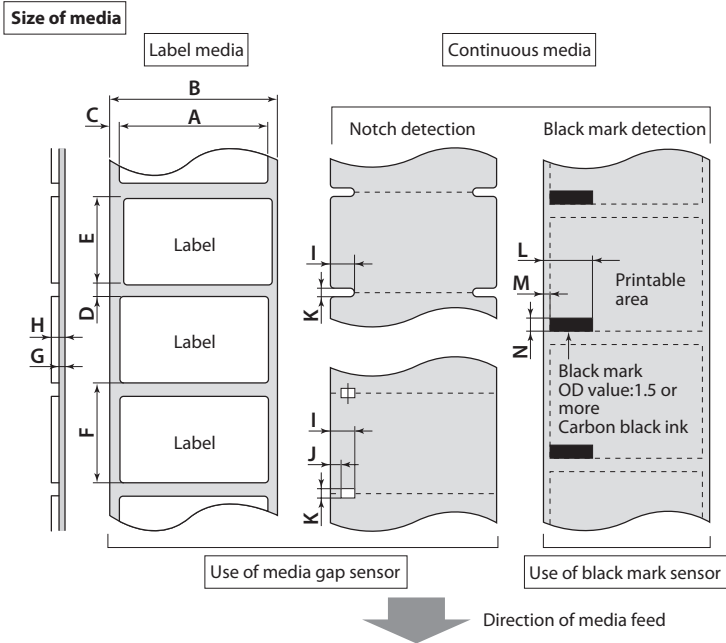 Size of media
Label media
Continuous media
B
C
A
Notch detection
Black mark detection
E
Label
I
L
Printable
area
M
D
K
H
Label
N
G
Black mark
OD value:1.5 or
more
Carbon black ink
F
I
Label
J
K
Use of media gap sensor
Use of black mark sensor
Direction of media feed